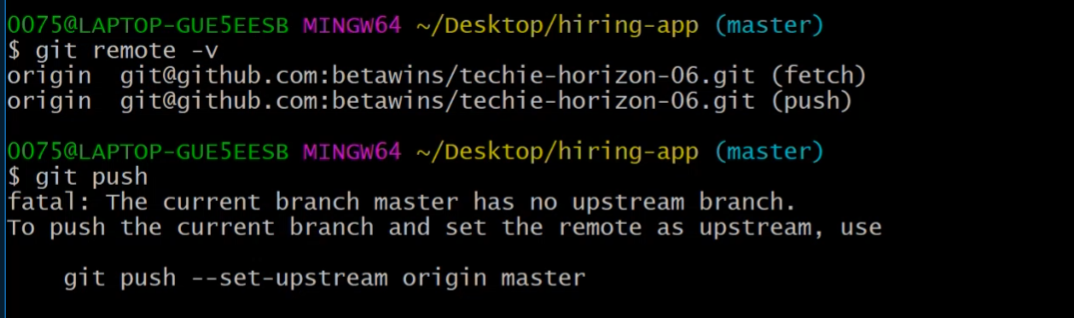 0075@LAPTOP-GUE5EESB MINGW64 ~/Desktop/hiring-app (master)
$ git remote -v
origin  git@github.com:betawins/techie-horizon-06.git (fetch)
origin  git@github.com:betawins/techie-horizon-06.git (push)
0075@LAPTOP-GUE5EESB MINGW64 ~/Desktop/hiring-app (master)
$ git push
fatal: The current branch master has no upstream branch.
To push the current branch and set the remote as upstream, use
    git push --set-upstream origin master